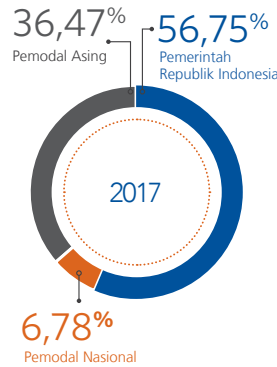 36,47%
Pemodal Asing
56,75%
Pemerintah
Republik Indonesia
2017
6,78%
Pemodal Nasional